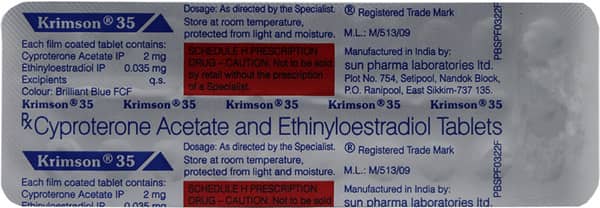 Krimson® 35
Each film coated tablet contains:
Cyproterone Acetate IP 2 mg
Ethinyloestradiol IP 0.035 mg
Excipients q.s.
Colour: Brilliant Blue FCF
Dosage: As directed by the Specialist.
Store at room temperature,
protected from light and moisture.
SCHEDULE H PRESCRIPTION
DRUG – CAUTION. Not to be sold
by retail without the prescription
of a Specialist.
® Registered Trade Mark
M.L.: M/513/09
Manufactured in India by:
sun pharma laboratories ltd.
Plot No. 754, Setipool, Nandok Block,
P.O. Ranipool, East Sikkim-737 135.
PBSPF0322F
Krimson® 35 Krimson® 35 Krimson® 35 Krimson® 35 Krimson® 35
Rx Cyproterone Acetate and Ethinyloestradiol Tablets
Krimson® 35
Each film coated tablet contains:
Cyproterone Acetate IP 2 mg
Ethinyloestradiol IP 0.035 mg
Dosage: As directed by the Specialist.
Store at room temperature,
protected from light and moisture.
SCHEDULE H PRESCRIPTION
DRUG – CAUTION. Not to be sold
® Registered Trade Mark
M.L.: M/513/09
Manufactured in India by:
sun pharma laboratories ltd.
PBSPF0322F